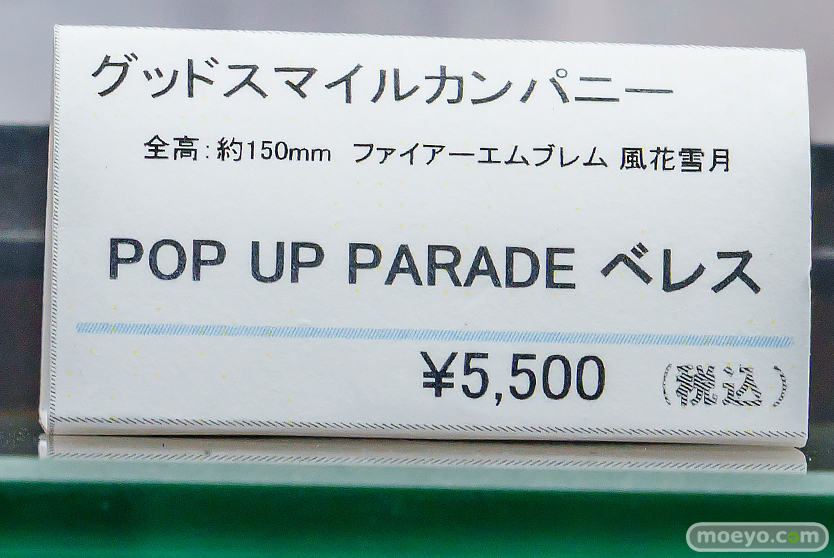 グッドスマイルカンパニー
全高：約150mm ファイアーエムブレム 風花雪月
POP UP PARADE ベレス
¥5,500 (税込)
moeyo.com